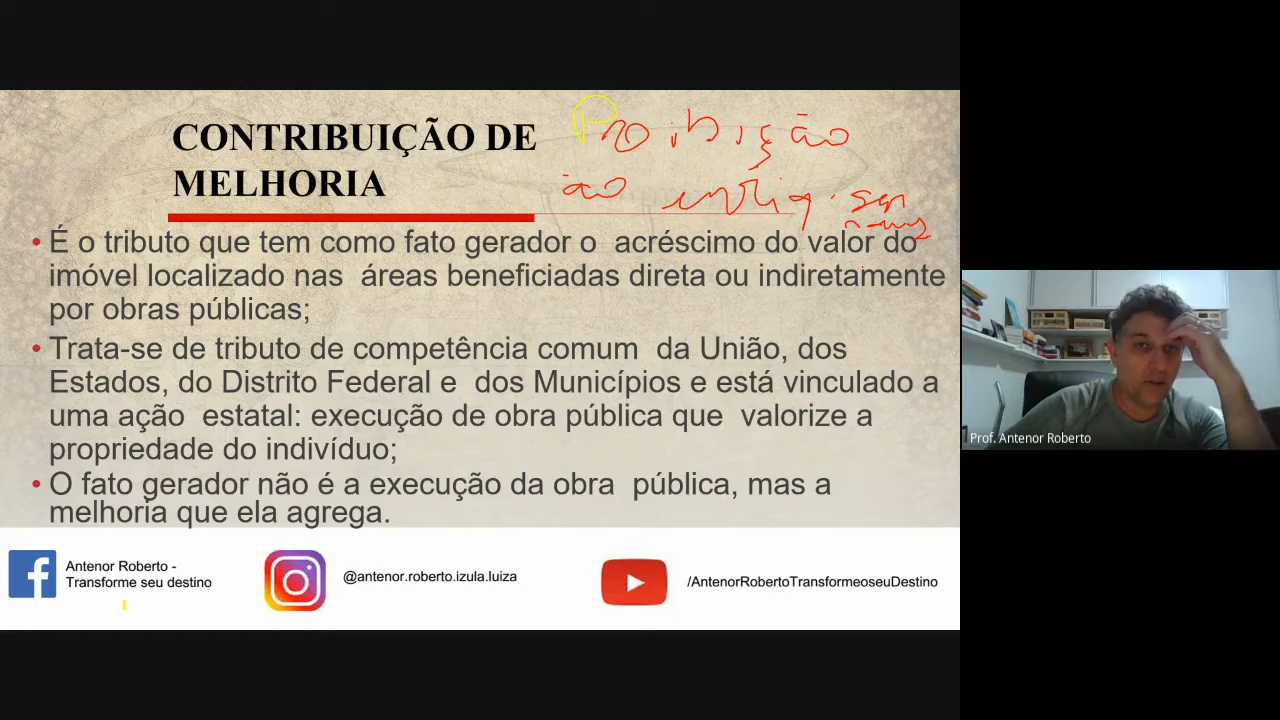 CONTRIBUIÇÃO DE
MELHORIA
Proibição
ao enriq. sem
• É o tributo que tem como fato gerador o acréscimo do valor do
imóvel localizado nas áreas beneficiadas direta ou indiretamente
por obras públicas;
• Trata-se de tributo de competência comum da União, dos
Estados, do Distrito Federal e dos Municípios e está vinculado a
uma ação estatal: execução de obra pública que valorize a
propriedade do indivíduo;
• O fato gerador não é a execução da obra pública, mas a
melhoria que ela agrega.
Antenor Roberto -
Transforme seu destino
@antenor.roberto.izula.luiza
/AntenorRobertoTransformeoseuDestino
Prof. Antenor Roberto